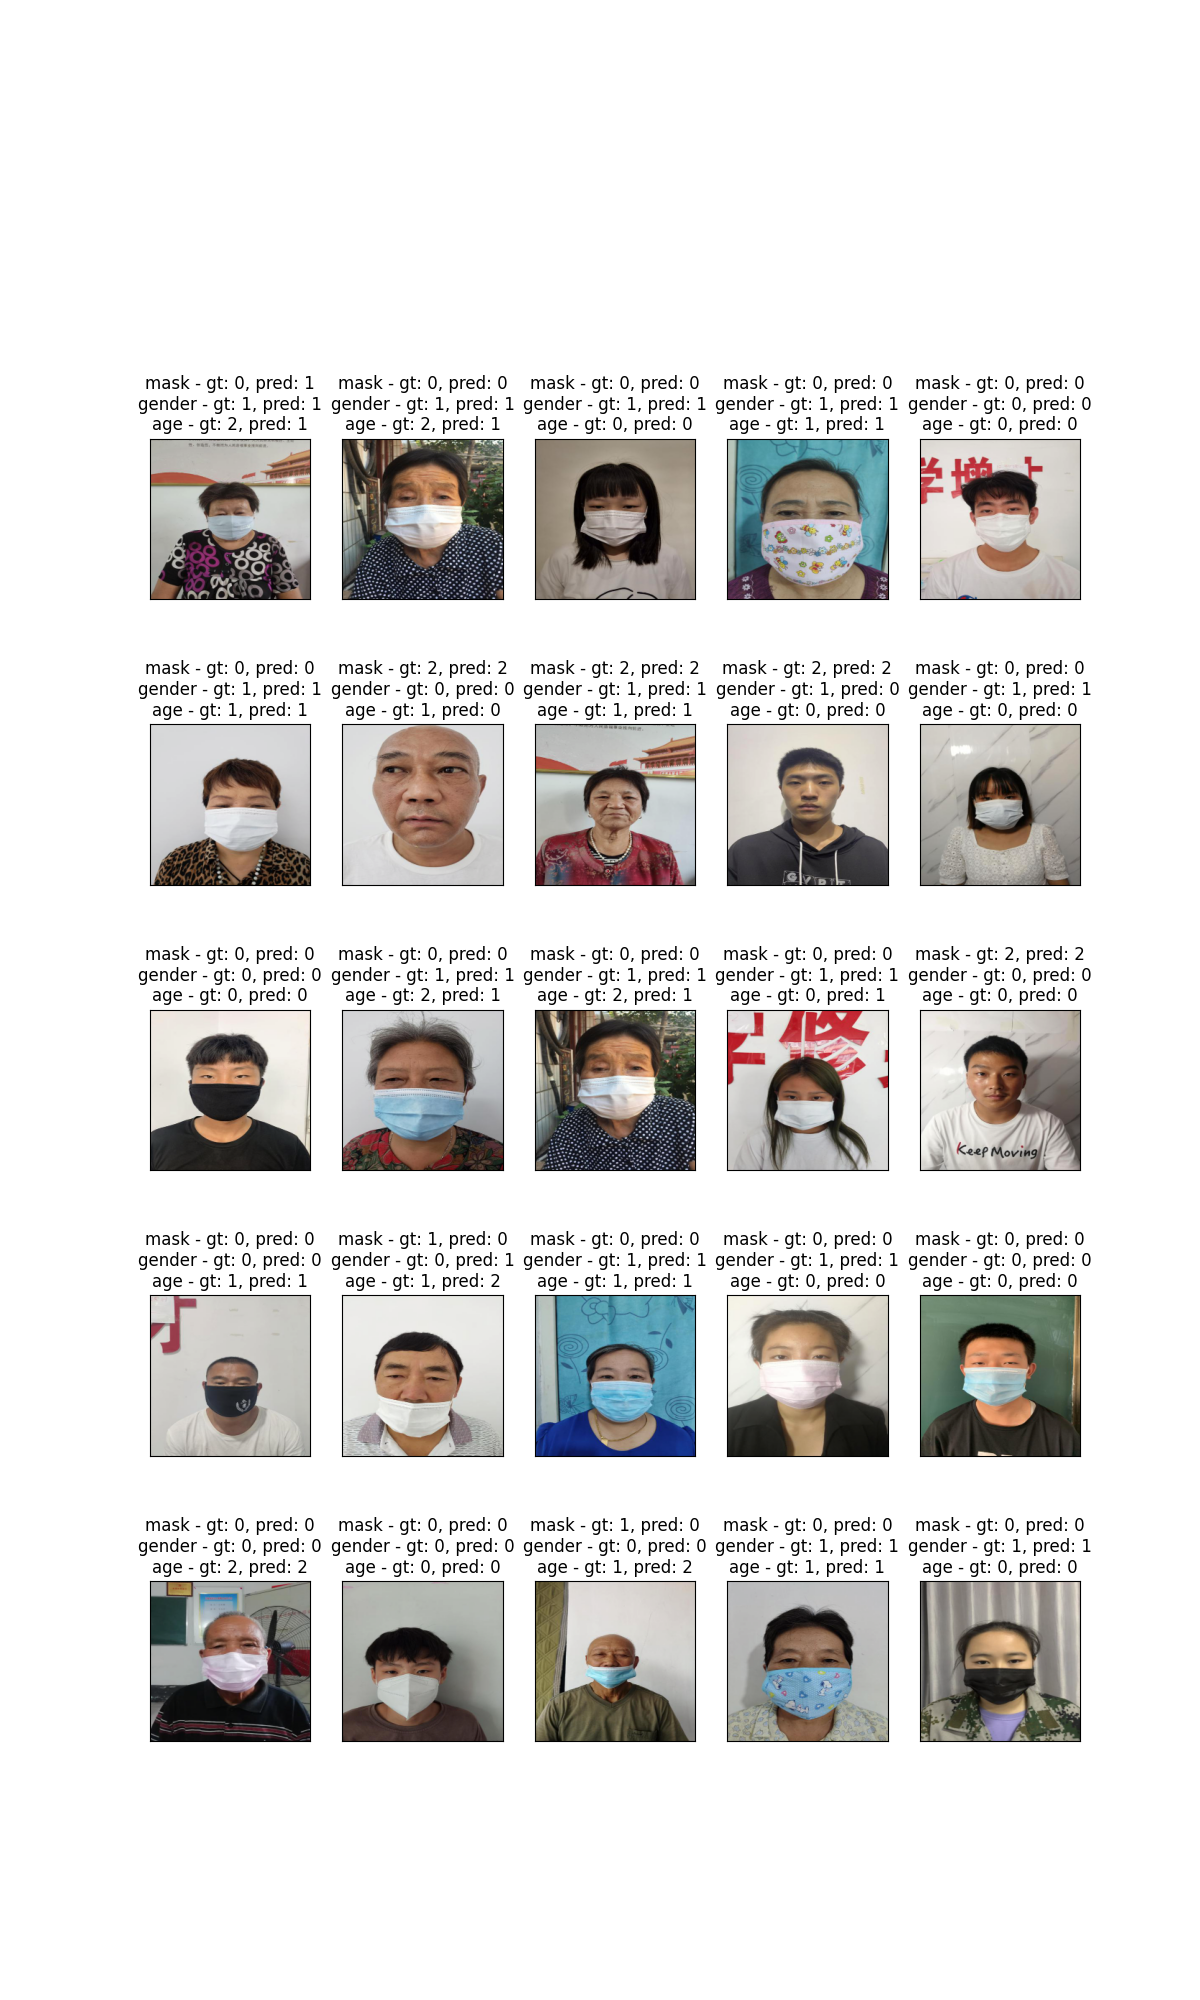 mask - gt: 0, pred: 1
gender - gt: 1, pred: 1
age - gt: 2, pred: 1
mask - gt: 0, pred: 0
gender - gt: 1, pred: 1
age - gt: 2, pred: 1
mask - gt: 0, pred: 0
gender - gt: 1, pred: 1
age - gt: 0, pred: 0
mask - gt: 0, pred: 0
gender - gt: 1, pred: 1
age - gt: 1, pred: 1
mask - gt: 0, pred: 0
gender - gt: 0, pred: 0
age - gt: 0, pred: 0
学增才
mask - gt: 0, pred: 0
gender - gt: 1, pred: 1
age - gt: 1, pred: 1
mask - gt: 2, pred: 2
gender - gt: 0, pred: 0
age - gt: 1, pred: 0
mask - gt: 2, pred: 2
gender - gt: 1, pred: 1
age - gt: 1, pred: 1
mask - gt: 2, pred: 2
gender - gt: 1, pred: 0
age - gt: 0, pred: 0
mask - gt: 0, pred: 0
gender - gt: 1, pred: 1
age - gt: 0, pred: 0
mask - gt: 0, pred: 0
gender - gt: 0, pred: 0
age - gt: 0, pred: 0
mask - gt: 0, pred: 0
gender - gt: 1, pred: 1
age - gt: 2, pred: 1
mask - gt: 0, pred: 0
gender - gt: 1, pred: 1
age - gt: 2, pred: 1
mask - gt: 0, pred: 0
gender - gt: 1, pred: 1
age - gt: 0, pred: 1
修
mask - gt: 2, pred: 2
gender - gt: 0, pred: 0
age - gt: 0, pred: 0
Keep Moving
mask - gt: 0, pred: 0
gender - gt: 0, pred: 0
age - gt: 1, pred: 1
才
mask - gt: 1, pred: 0
gender - gt: 0, pred: 1
age - gt: 1, pred: 2
mask - gt: 0, pred: 0
gender - gt: 1, pred: 1
age - gt: 1, pred: 1
mask - gt: 0, pred: 0
gender - gt: 1, pred: 1
age - gt: 0, pred: 0
mask - gt: 0, pred: 0
gender - gt: 0, pred: 0
age - gt: 0, pred: 0
mask - gt: 0, pred: 0
gender - gt: 0, pred: 0
age - gt: 2, pred: 2
mask - gt: 0, pred: 0
gender - gt: 0, pred: 0
age - gt: 0, pred: 0
mask - gt: 1, pred: 0
gender - gt: 0, pred: 0
age - gt: 1, pred: 2
mask - gt: 0, pred: 0
gender - gt: 1, pred: 1
age - gt: 1, pred: 1
mask - gt: 0, pred: 0
gender - gt: 1, pred: 1
age - gt: 0, pred: 0